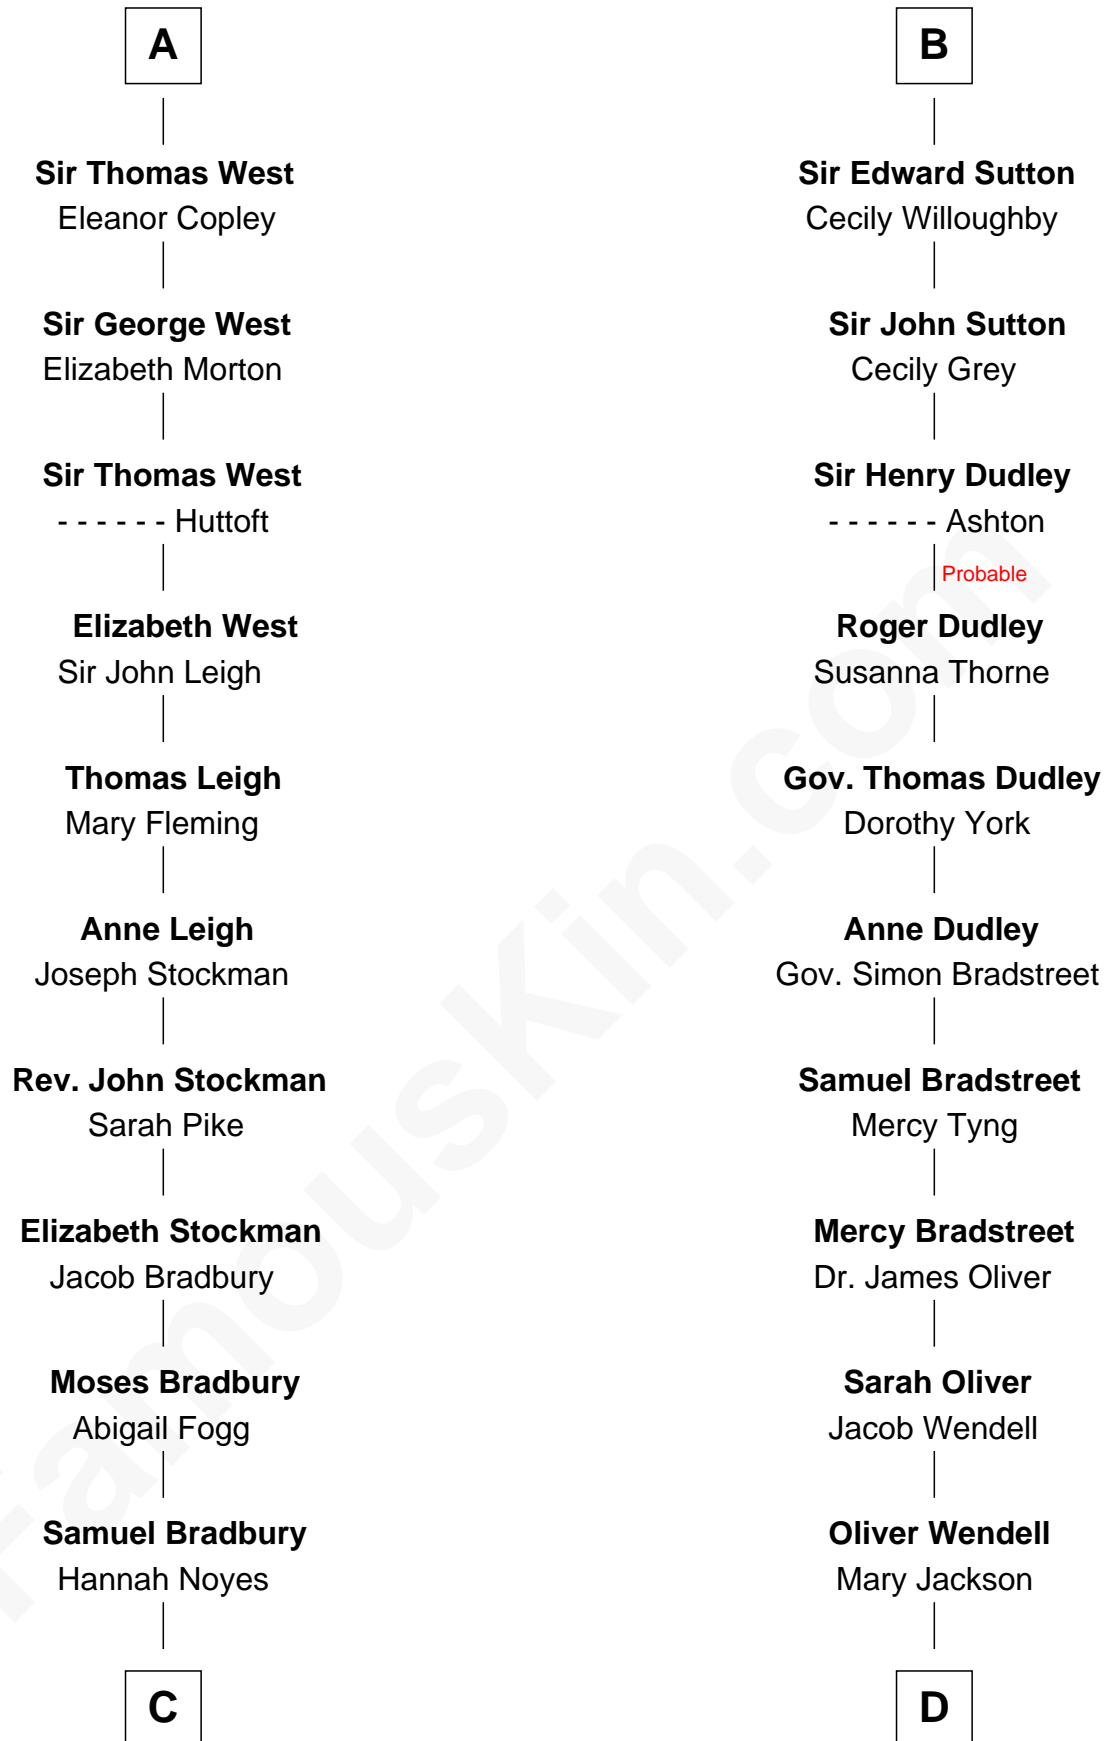 A
Sir Thomas West
Eleanor Copley
Sir George West
Elizabeth Morton
Sir Thomas West
- - - - - - Huttoft
Elizabeth West
Sir John Leigh
Thomas Leigh
Mary Fleming
Anne Leigh
Joseph Stockman
Rev. John Stockman
Sarah Pike
Elizabeth Stockman
Jacob Bradbury
Moses Bradbury
Abigail Fogg
Samuel Bradbury
Hannah Noyes
C
B
Sir Edward Sutton
Cecily Willoughby
Sir John Sutton
Cecily Grey
Sir Henry Dudley
- - - - - - Ashton
Probable
Roger Dudley
Susanna Thorne
Gov. Thomas Dudley
Dorothy York
Anne Dudley
Gov. Simon Bradstreet
Samuel Bradstreet
Mercy Tyng
Mercy Bradstreet
Dr. James Oliver
Sarah Oliver
Jacob Wendell
Oliver Wendell
Mary Jackson
D
FamousKin.com